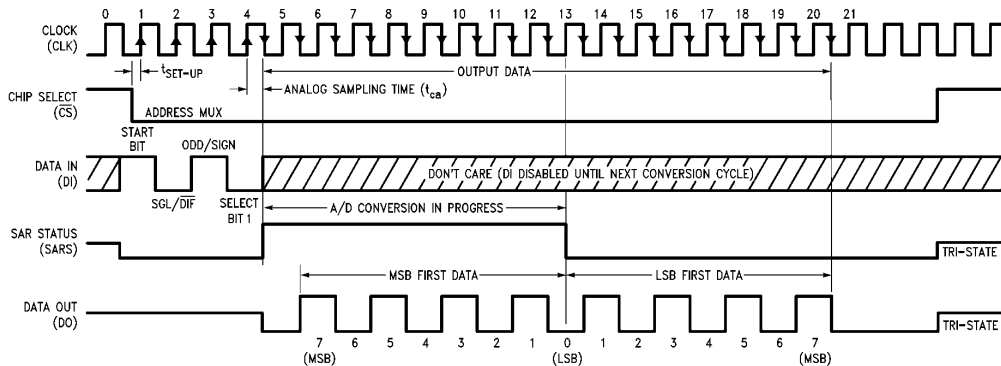 0 1 2 3 4 5 6 7 8 9 10 11 12 13 14 15 16 17 18 19 20 21
CLOCK
(CLK)
tSET-UP
OUTPUT DATA
ANALOG SAMPLING TIME (tca)
CHIP SELECT
(CS)
ADDRESS MUX
START
BIT
ODD/SIGN
DATA IN
(DI)
DON'T CARE (DI DISABLED UNTIL NEXT CONVERSION CYCLE)
SGL/DIF
SELECT
BIT 1
A/D CONVERSION IN PROGRESS
SAR STATUS
(SARS)
TRI-STATE
MSB FIRST DATA
LSB FIRST DATA
DATA OUT
(DO)
TRI-STATE
7 6 5 4 3 2 1 0 1 2 3 4 5 6 7
(MSB) (LSB) (MSB)